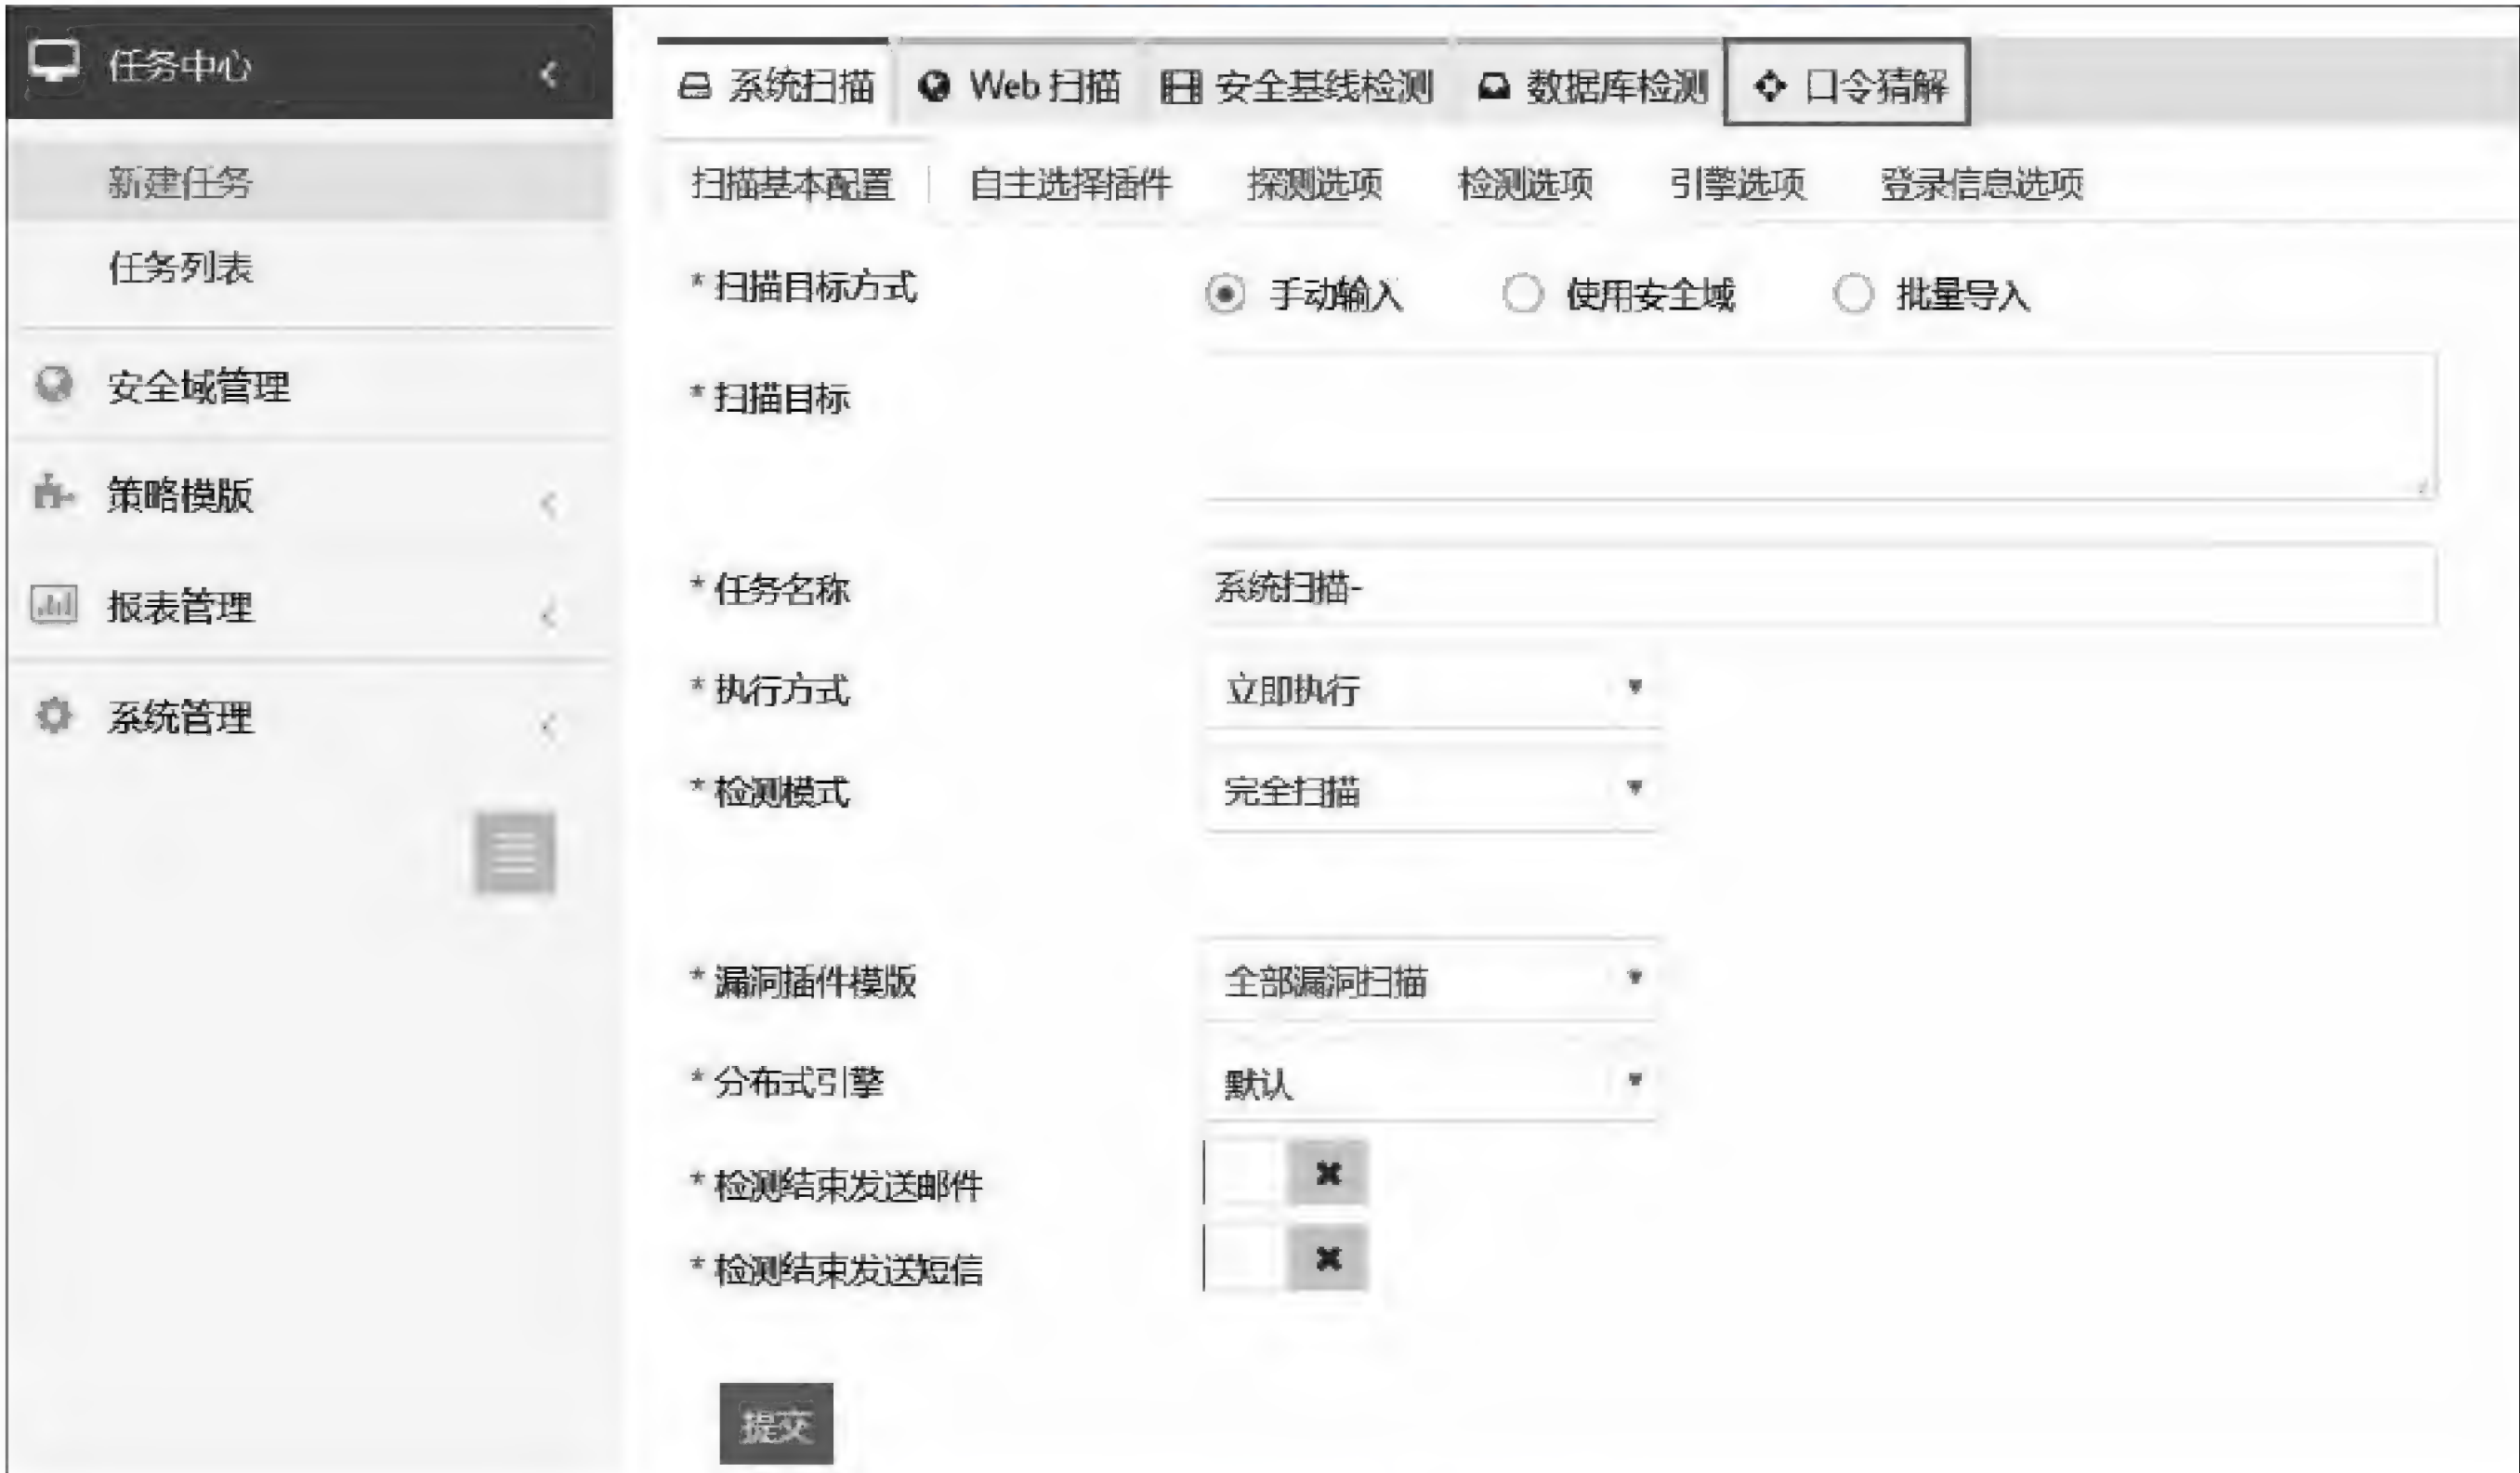 任务中心
新建任务
任务列表
安全域管理
策略模版
报表管理
系统管理
系统扫描 Web 扫描 安全基线检测 数据库检测 口令猜解
扫描基本配置 自主选择插件 探测选项 检测选项 引擎选项 登录信息选项
* 扫描目标方式 手动输入 使用安全域 批量导入
* 扫描目标
* 任务名称 系统扫描-
* 执行方式 立即执行
* 检测模式 完全扫描
* 漏洞插件模版 全部漏洞扫描
* 分布式引擎 默认
* 检测结束发送邮件
* 检测结束发送短信
提交